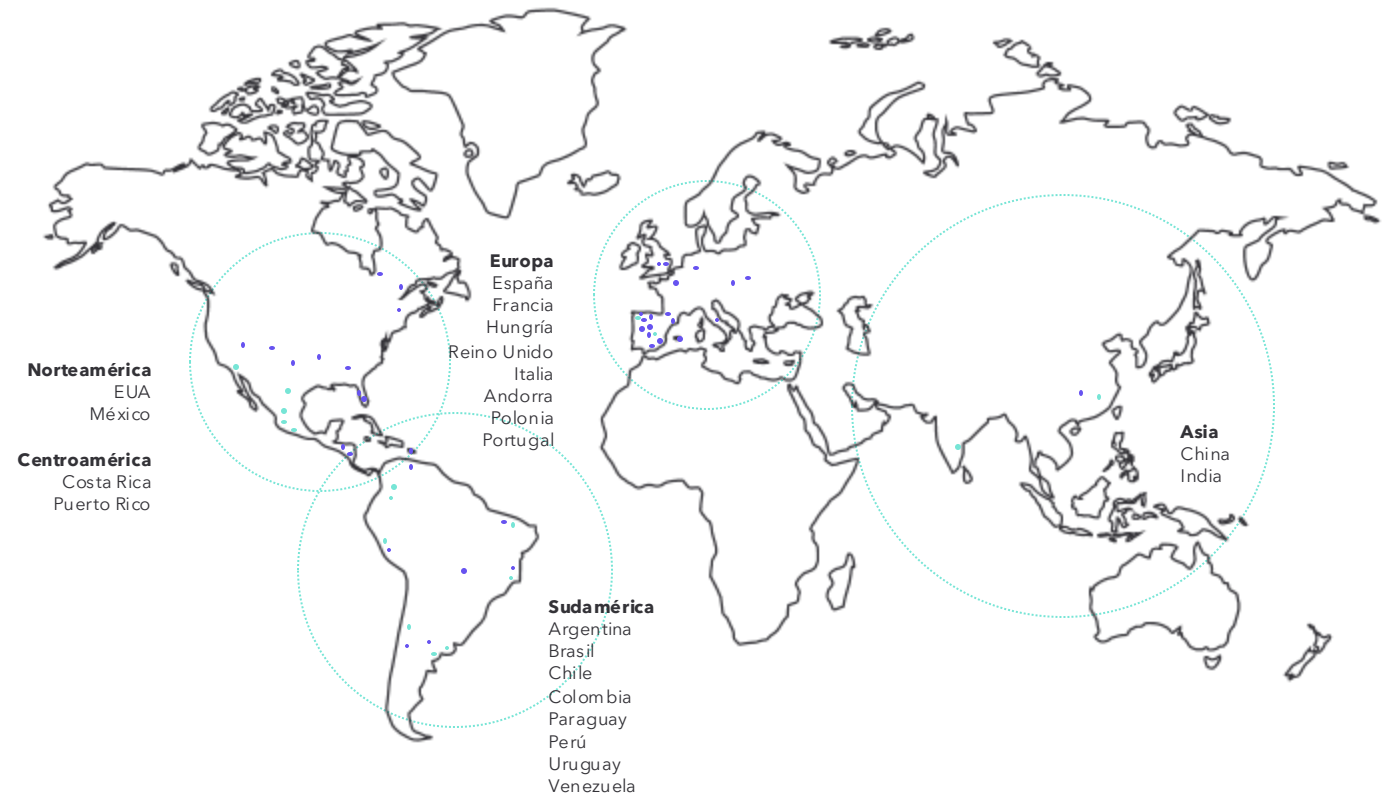 Norteamérica
EUA
México
Centroamérica
Costa Rica
Puerto Rico
Europa
España
Francia
Hungría
Reino Unido
Italia
Andorra
Polonia
Portugal
Sudamérica
Argentina
Brasil
Chile
Colombia
Paraguay
Perú
Uruguay
Venezuela
Asia
China
India